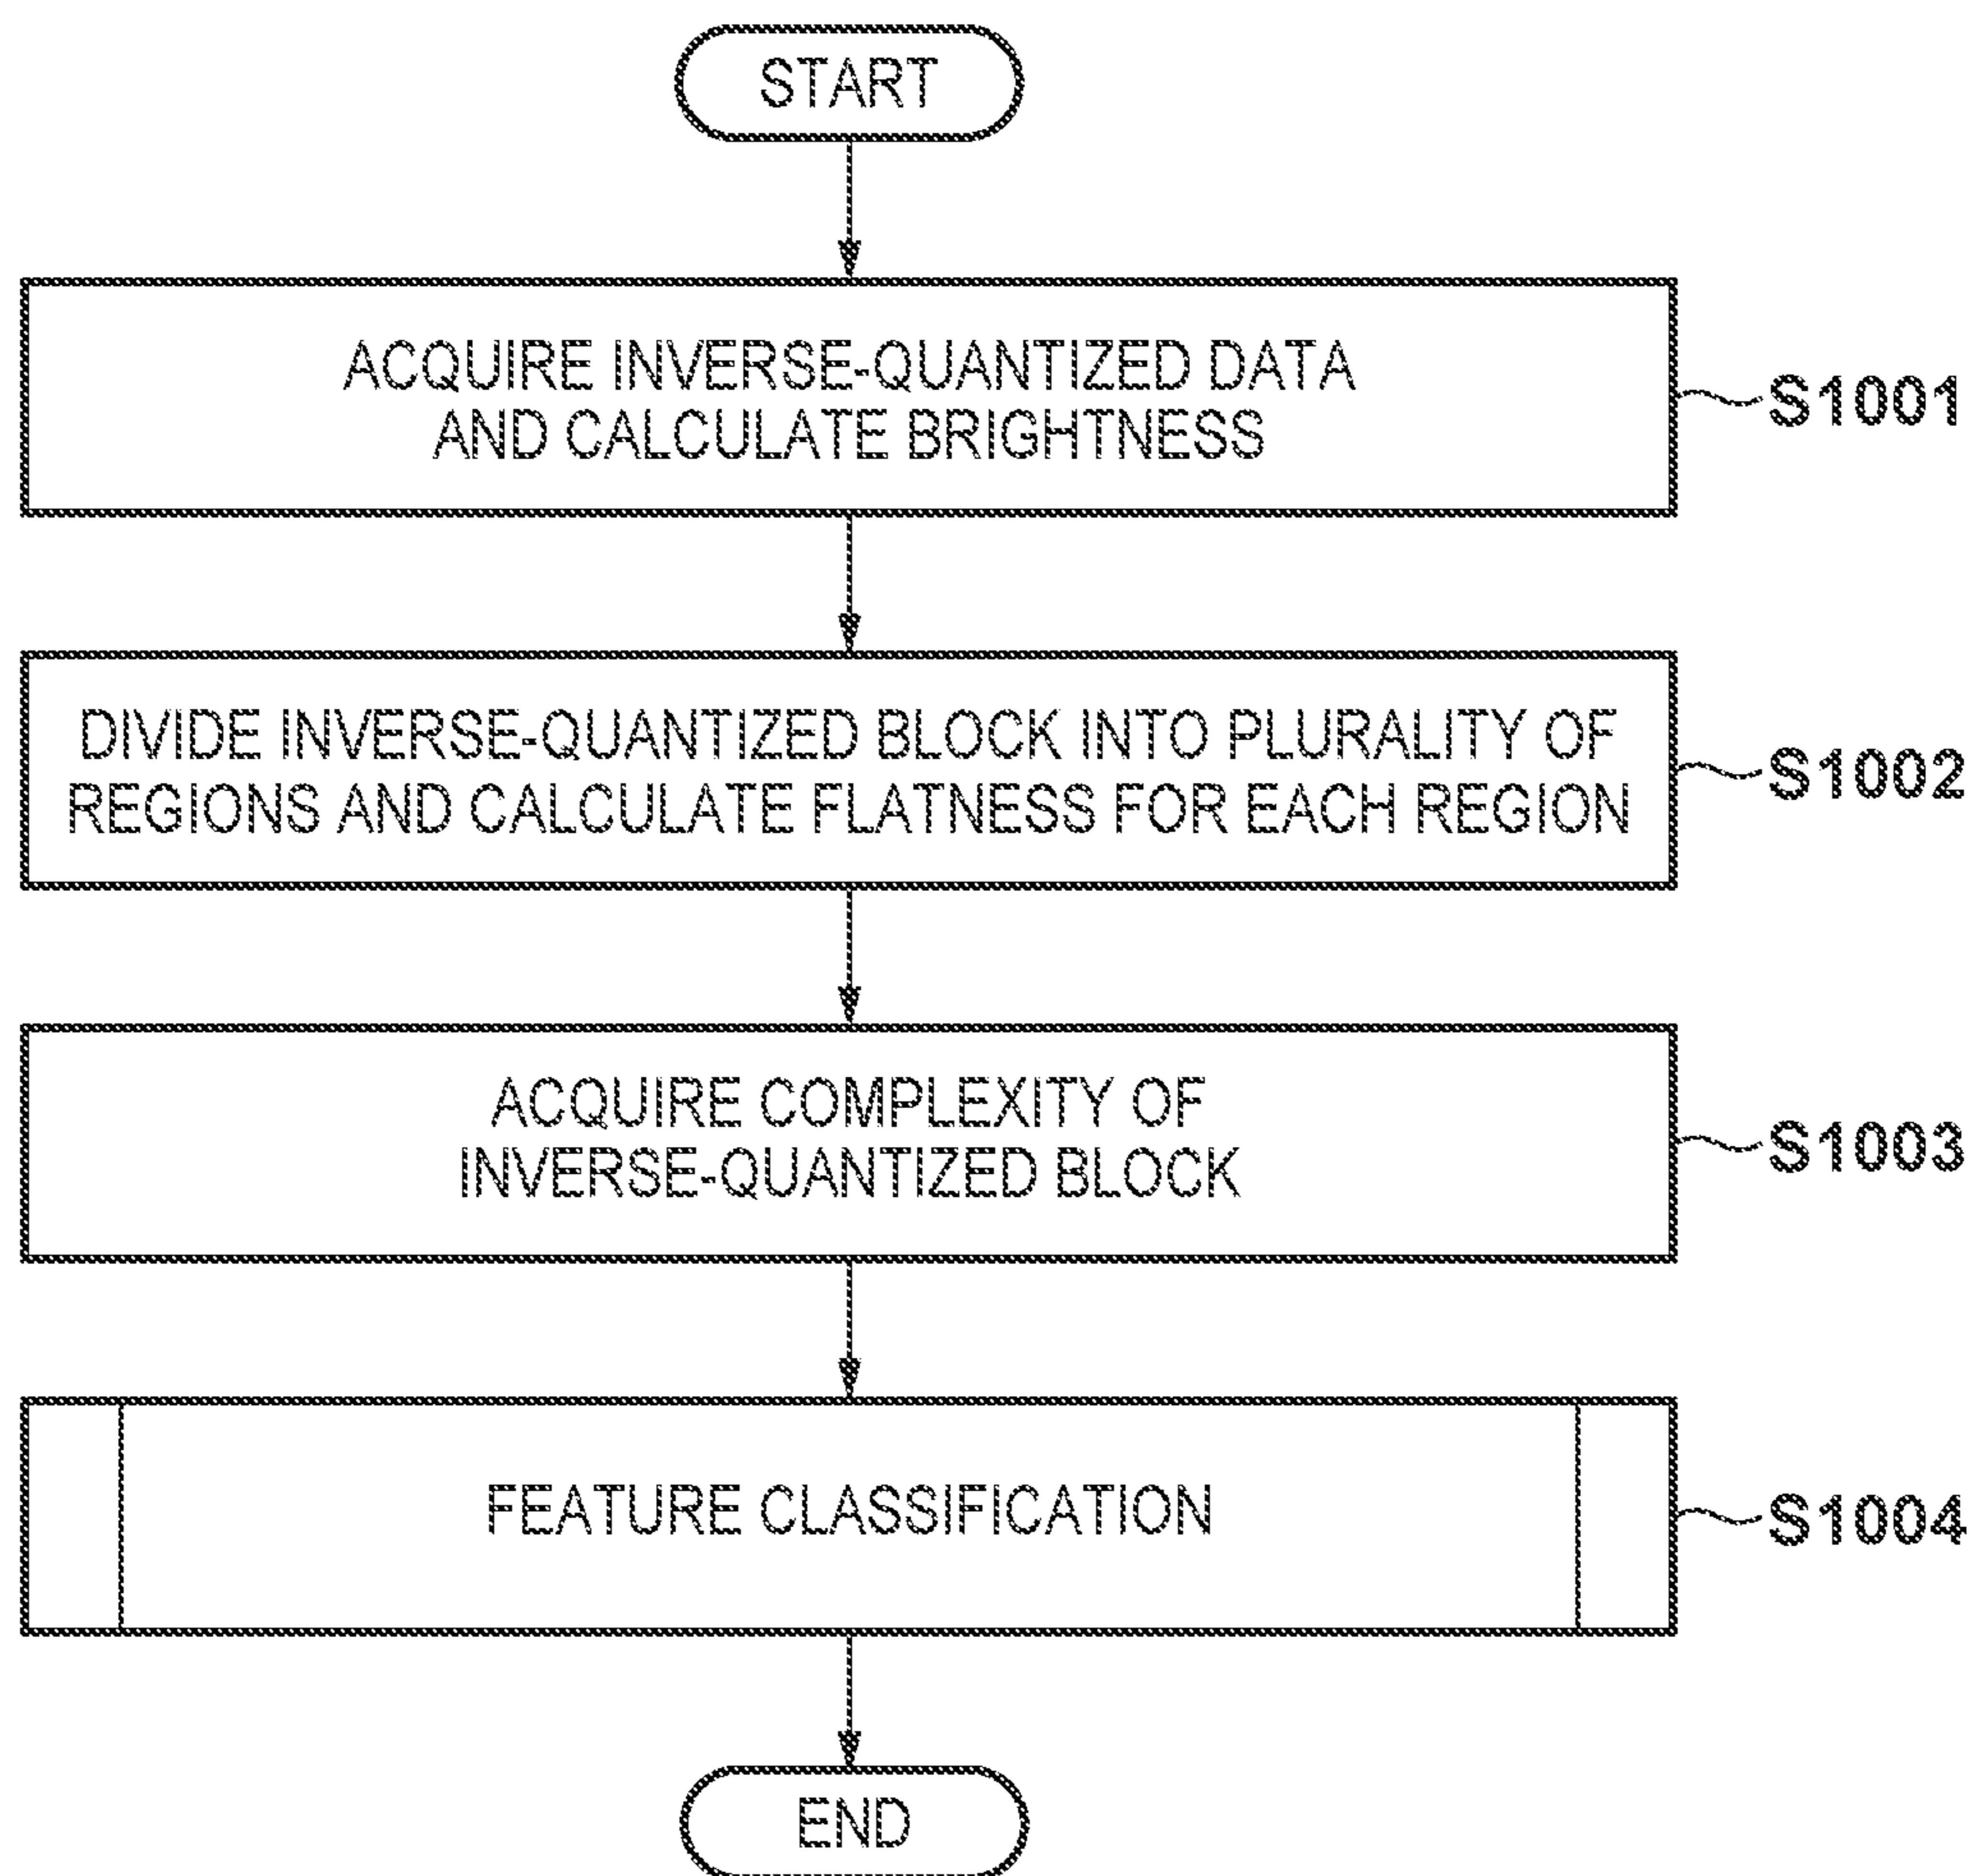 START
ACQUIRE INVERSE-QUANTIZED DATA
AND CALCULATE BRIGHTNESS
S1001
DIVIDE INVERSE-QUANTIZED BLOCK INTO PLURALITY OF
REGIONS AND CALCULATE FLATNESS FOR EACH REGION
S1002
ACQUIRE COMPLEXITY OF
INVERSE-QUANTIZED BLOCK
S1003
FEATURE CLASSIFICATION
S1004
END